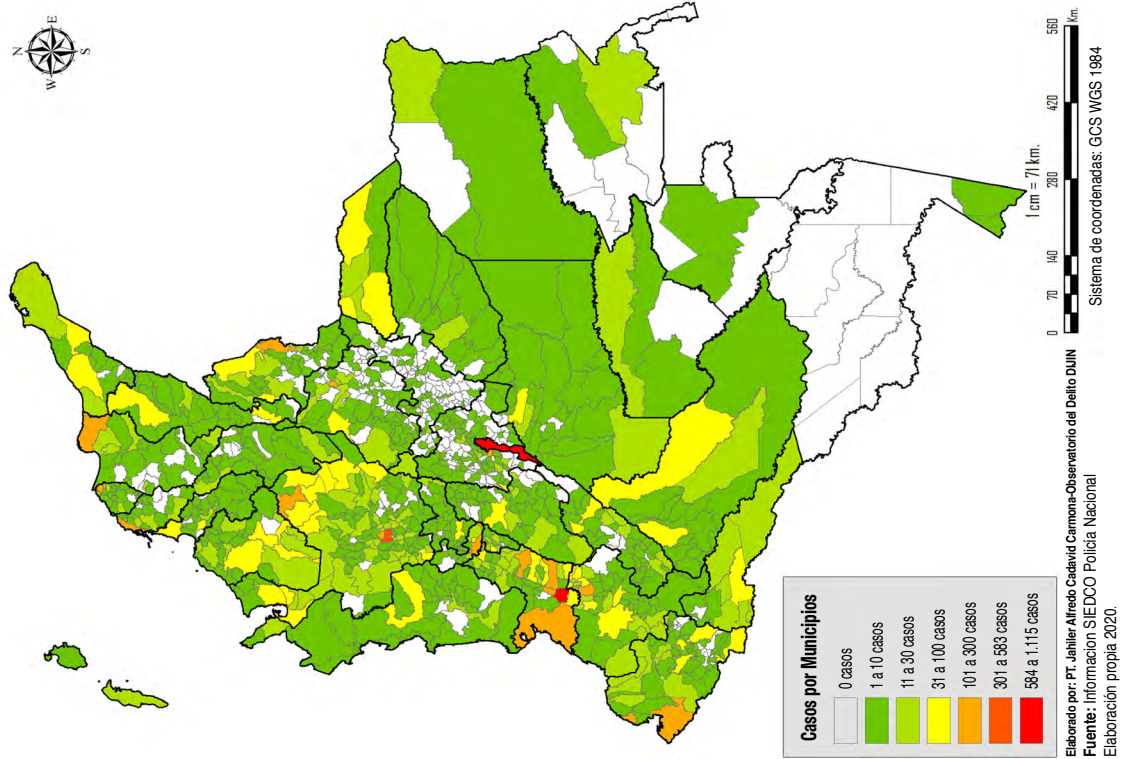 N
W
E
S
Casos por Municipios
0 casos
1 a 10 casos
11 a 30 casos
31 a 100 casos
101 a 300 casos
301 a 583 casos
584 a 1.115 casos
1 cm = 71 km.
0 70 140 280 420 560
Km.
Sistema de coordenadas: GCS WGS 1984
Elaborado por: PT. Jahiler Alfredo Cadavid Carmona-Observatorio del Delito DIJIN
Fuente: Informacion SIEDCO Policía Nacional
Elaboración propia 2020.